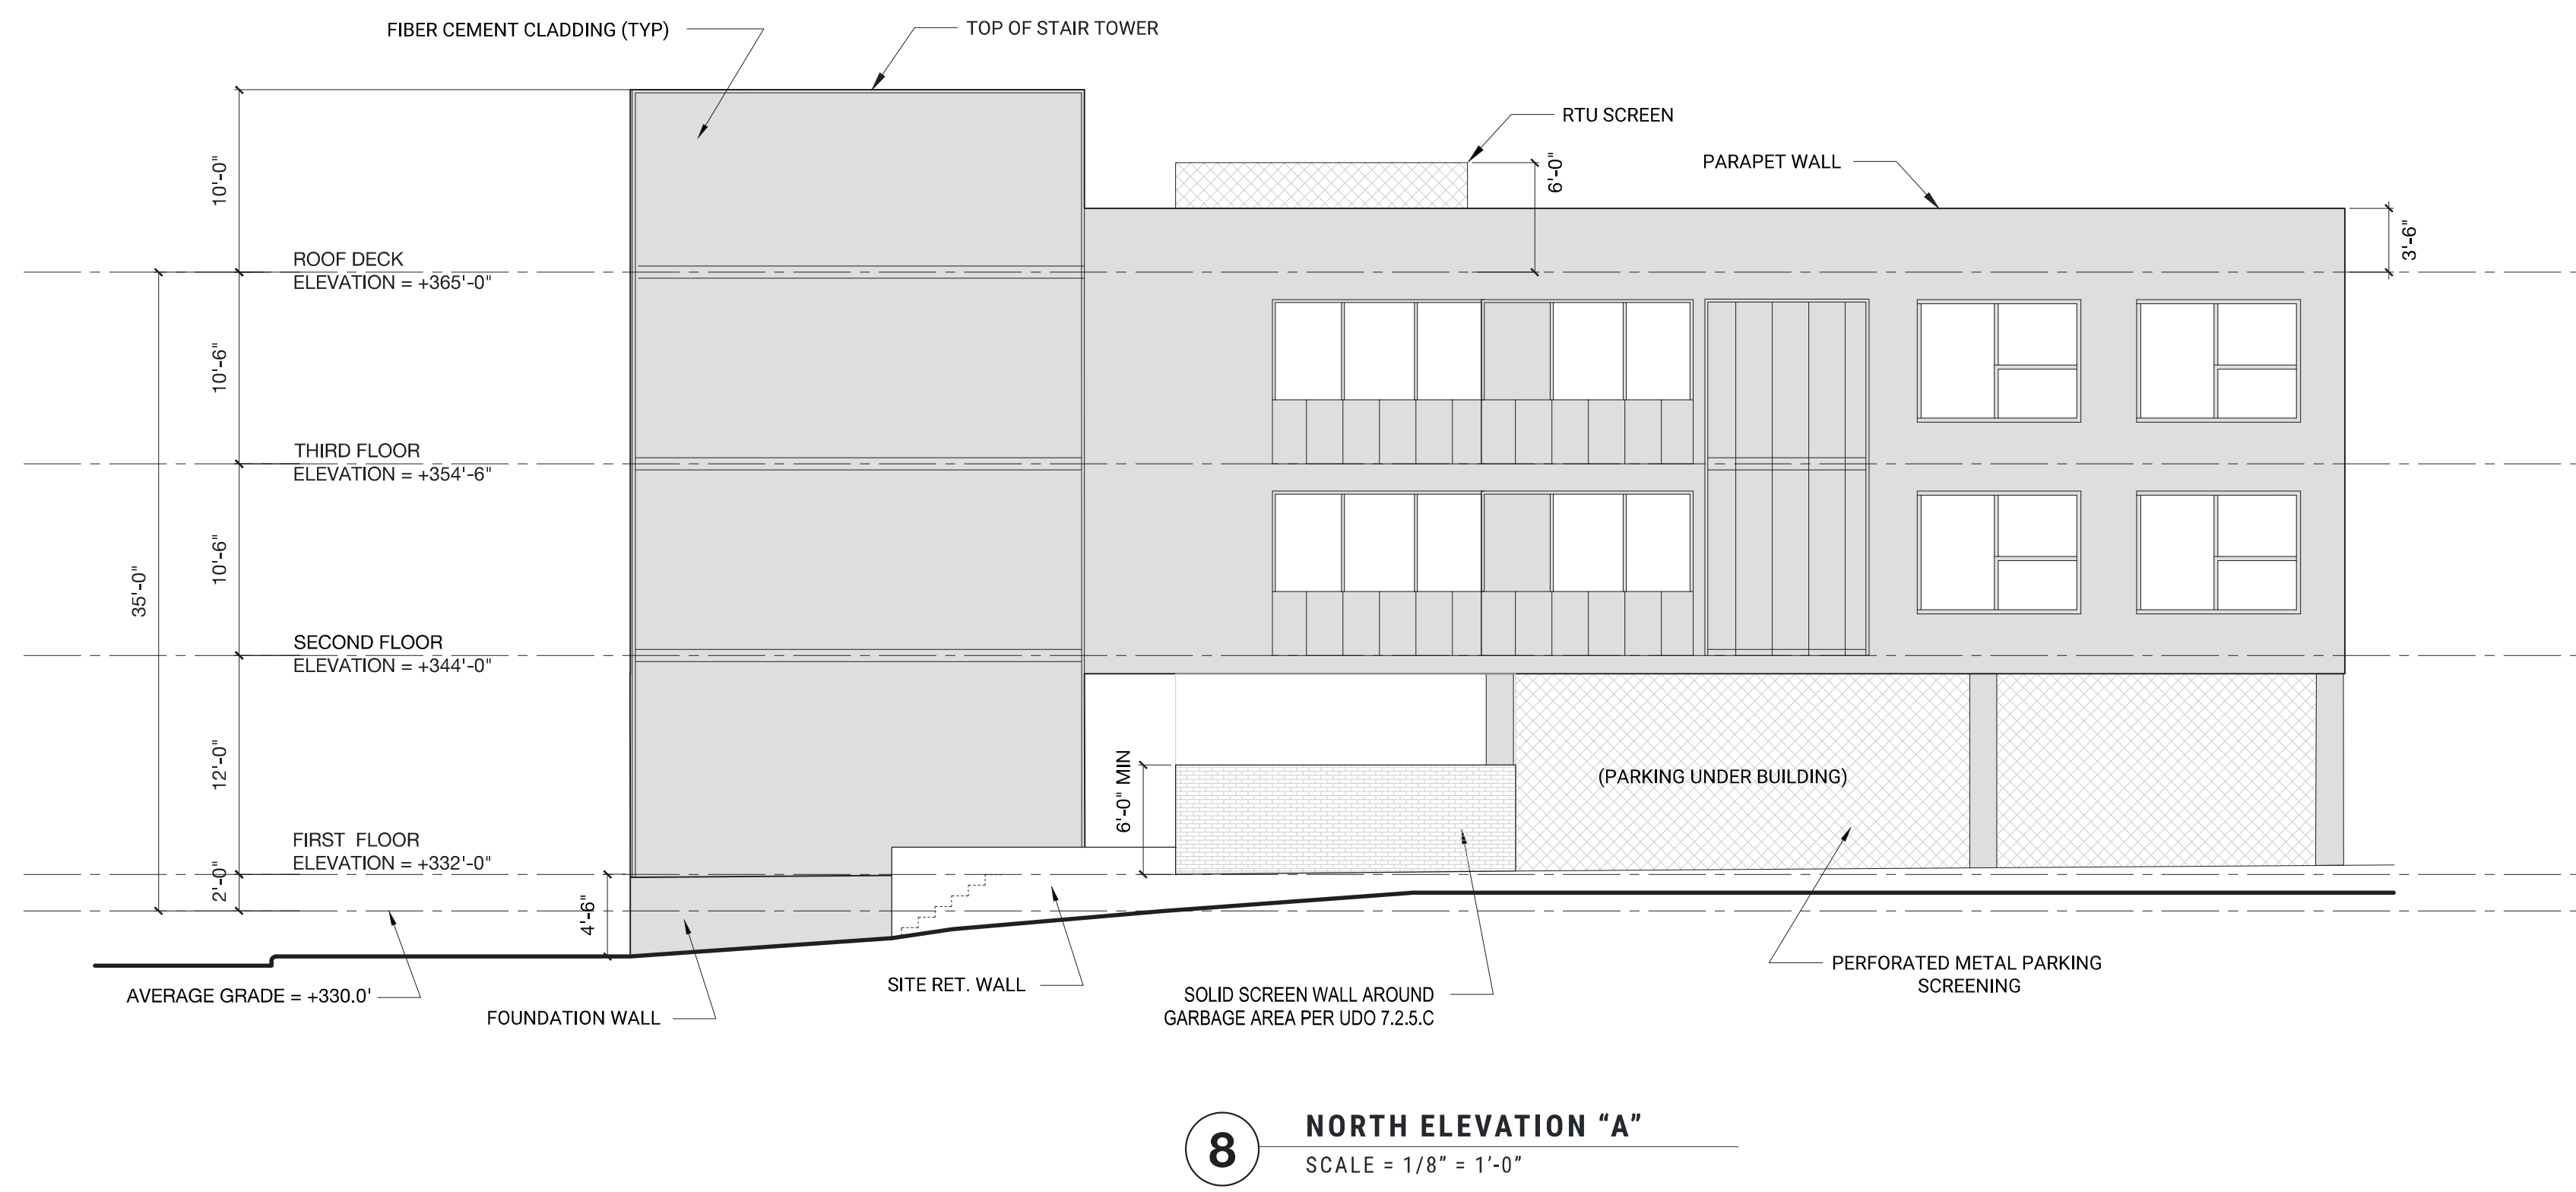 FIBER CEMENT CLADDING (TYP)
TOP OF STAIR TOWER
RTU SCREEN
PARAPET WALL
10'-0"
6'-0"
3'-6"
ROOF DECK
ELEVATION = +365'-0"
10'-6"
THIRD FLOOR
ELEVATION = +354'-6"
10'-6"
35'-0"
SECOND FLOOR
ELEVATION = +344'-0"
12'-0"
6'-0" MIN
(PARKING UNDER BUILDING)
FIRST FLOOR
ELEVATION = +332'-0"
2'-0"
4'-6"
AVERAGE GRADE = +330.0'
FOUNDATION WALL
SITE RET. WALL
SOLID SCREEN WALL AROUND
GARBAGE AREA PER UDO 7.2.5.C
PERFORATED METAL PARKING
SCREENING
8
NORTH ELEVATION “A”
SCALE = 1/8” = 1’-0”